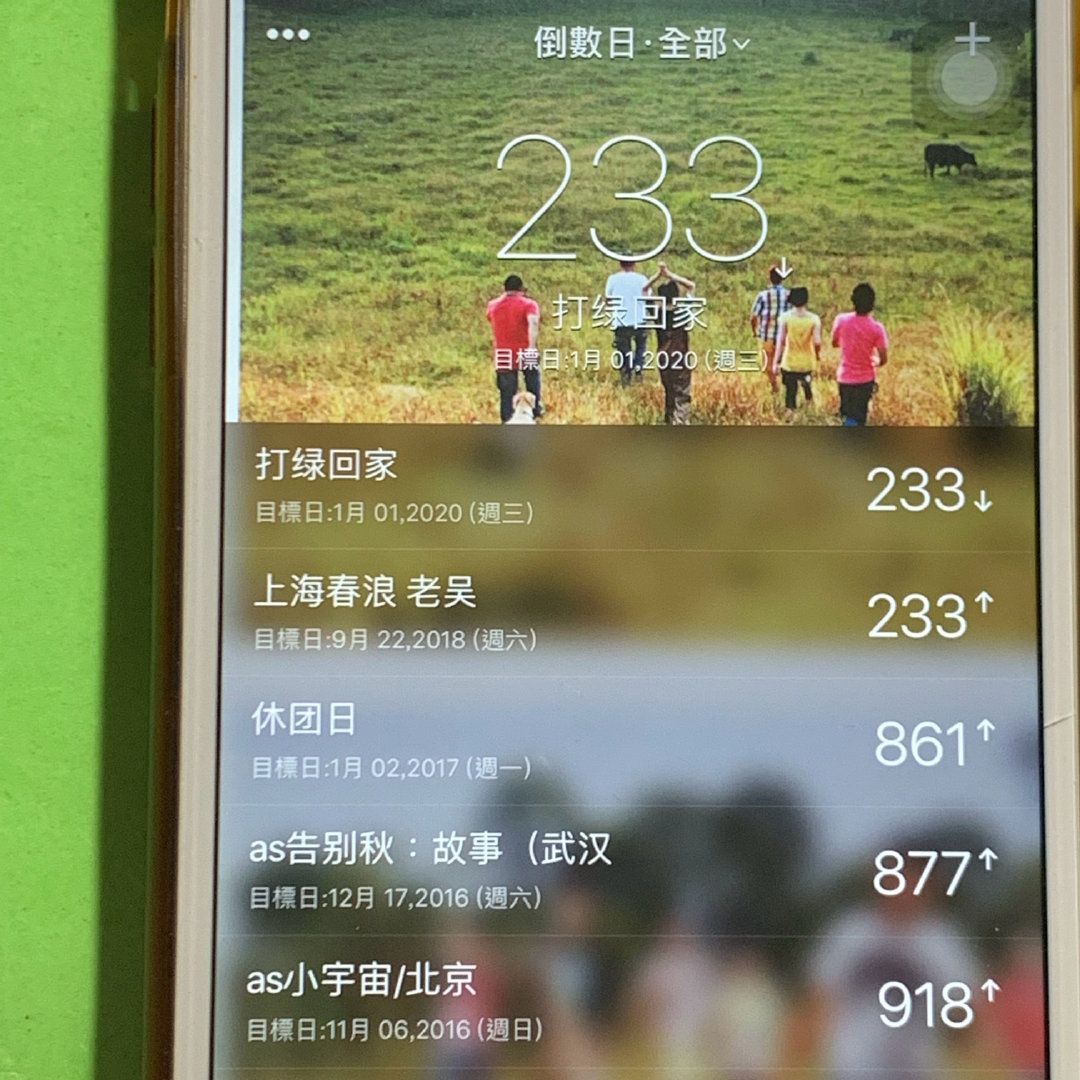 •••
倒數日·全部
+
233
打绿回家
目標日:1月 01,2020 (週三)
打绿回家
233↓
目標日:1月 01,2020 (週三)
上海春浪 老吴
233↑
目標日:9月 22,2018 (週六)
休团日
861↑
目標日:1月 02,2017 (週一)
as告别秋：故事（武汉
877↑
目標日:12月 17,2016 (週六)
as小宇宙/北京
918↑
目標日:11月 06,2016 (週日)